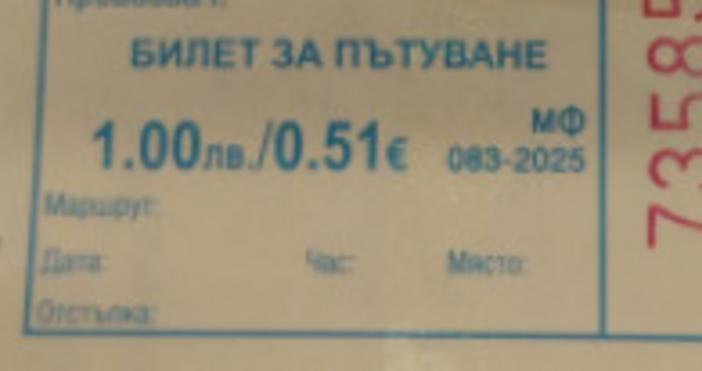 БИЛЕТ ЗА ПЪТУВАНЕ
1.00лв./0.51€
МФ
083-2025
Маршрут:
Дата:
Час:
Място:
Отстъпка:
7358